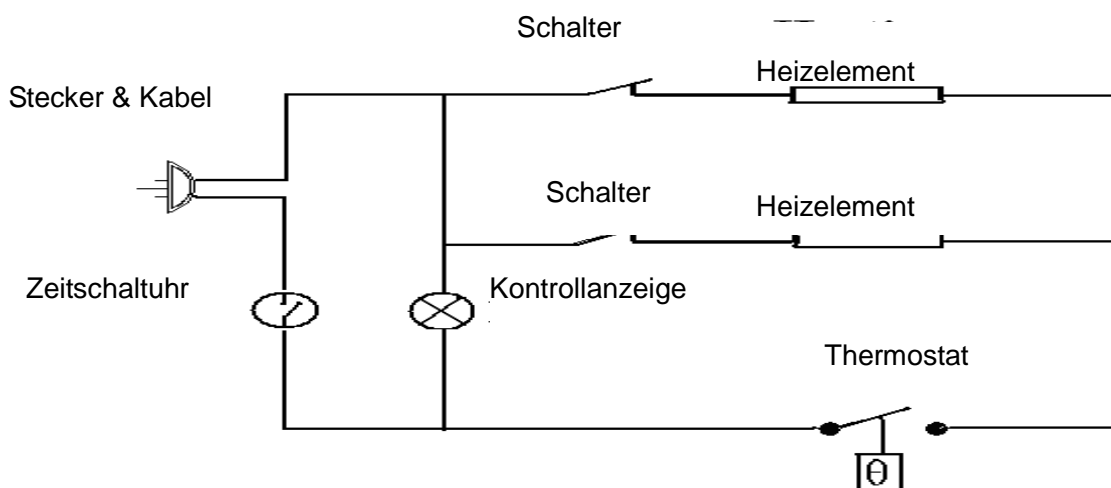 Schalter
Heizelement
Stecker & Kabel
Schalter
Heizelement
Zeitschaltuhr
Kontrollanzeige
Thermostat
θ